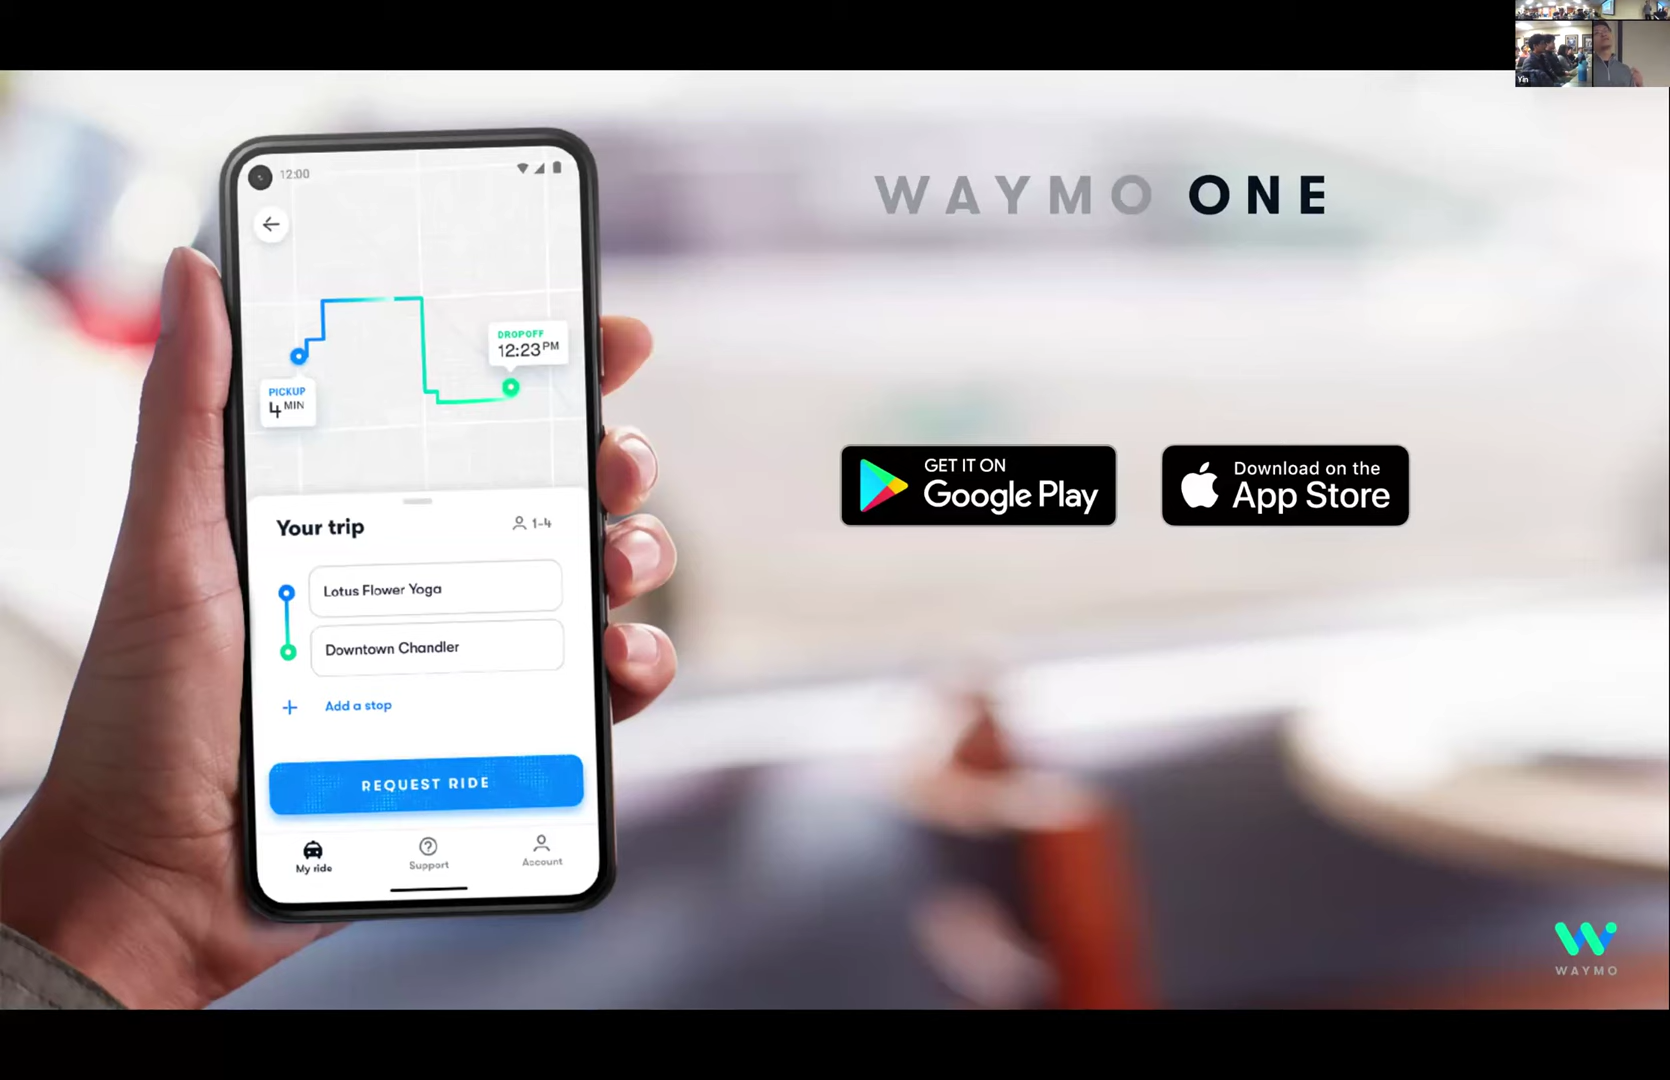 Yin
WAYMO ONE
12:00
DROPOFF
12:23 PM
PICKUP
4 MIN
GET IT ON
Google Play
Download on the
App Store
Your trip
1-4
Lotus Flower Yoga
Downtown Chandler
Add a stop
REQUEST RIDE
My ride
Support
Account
WAYMO